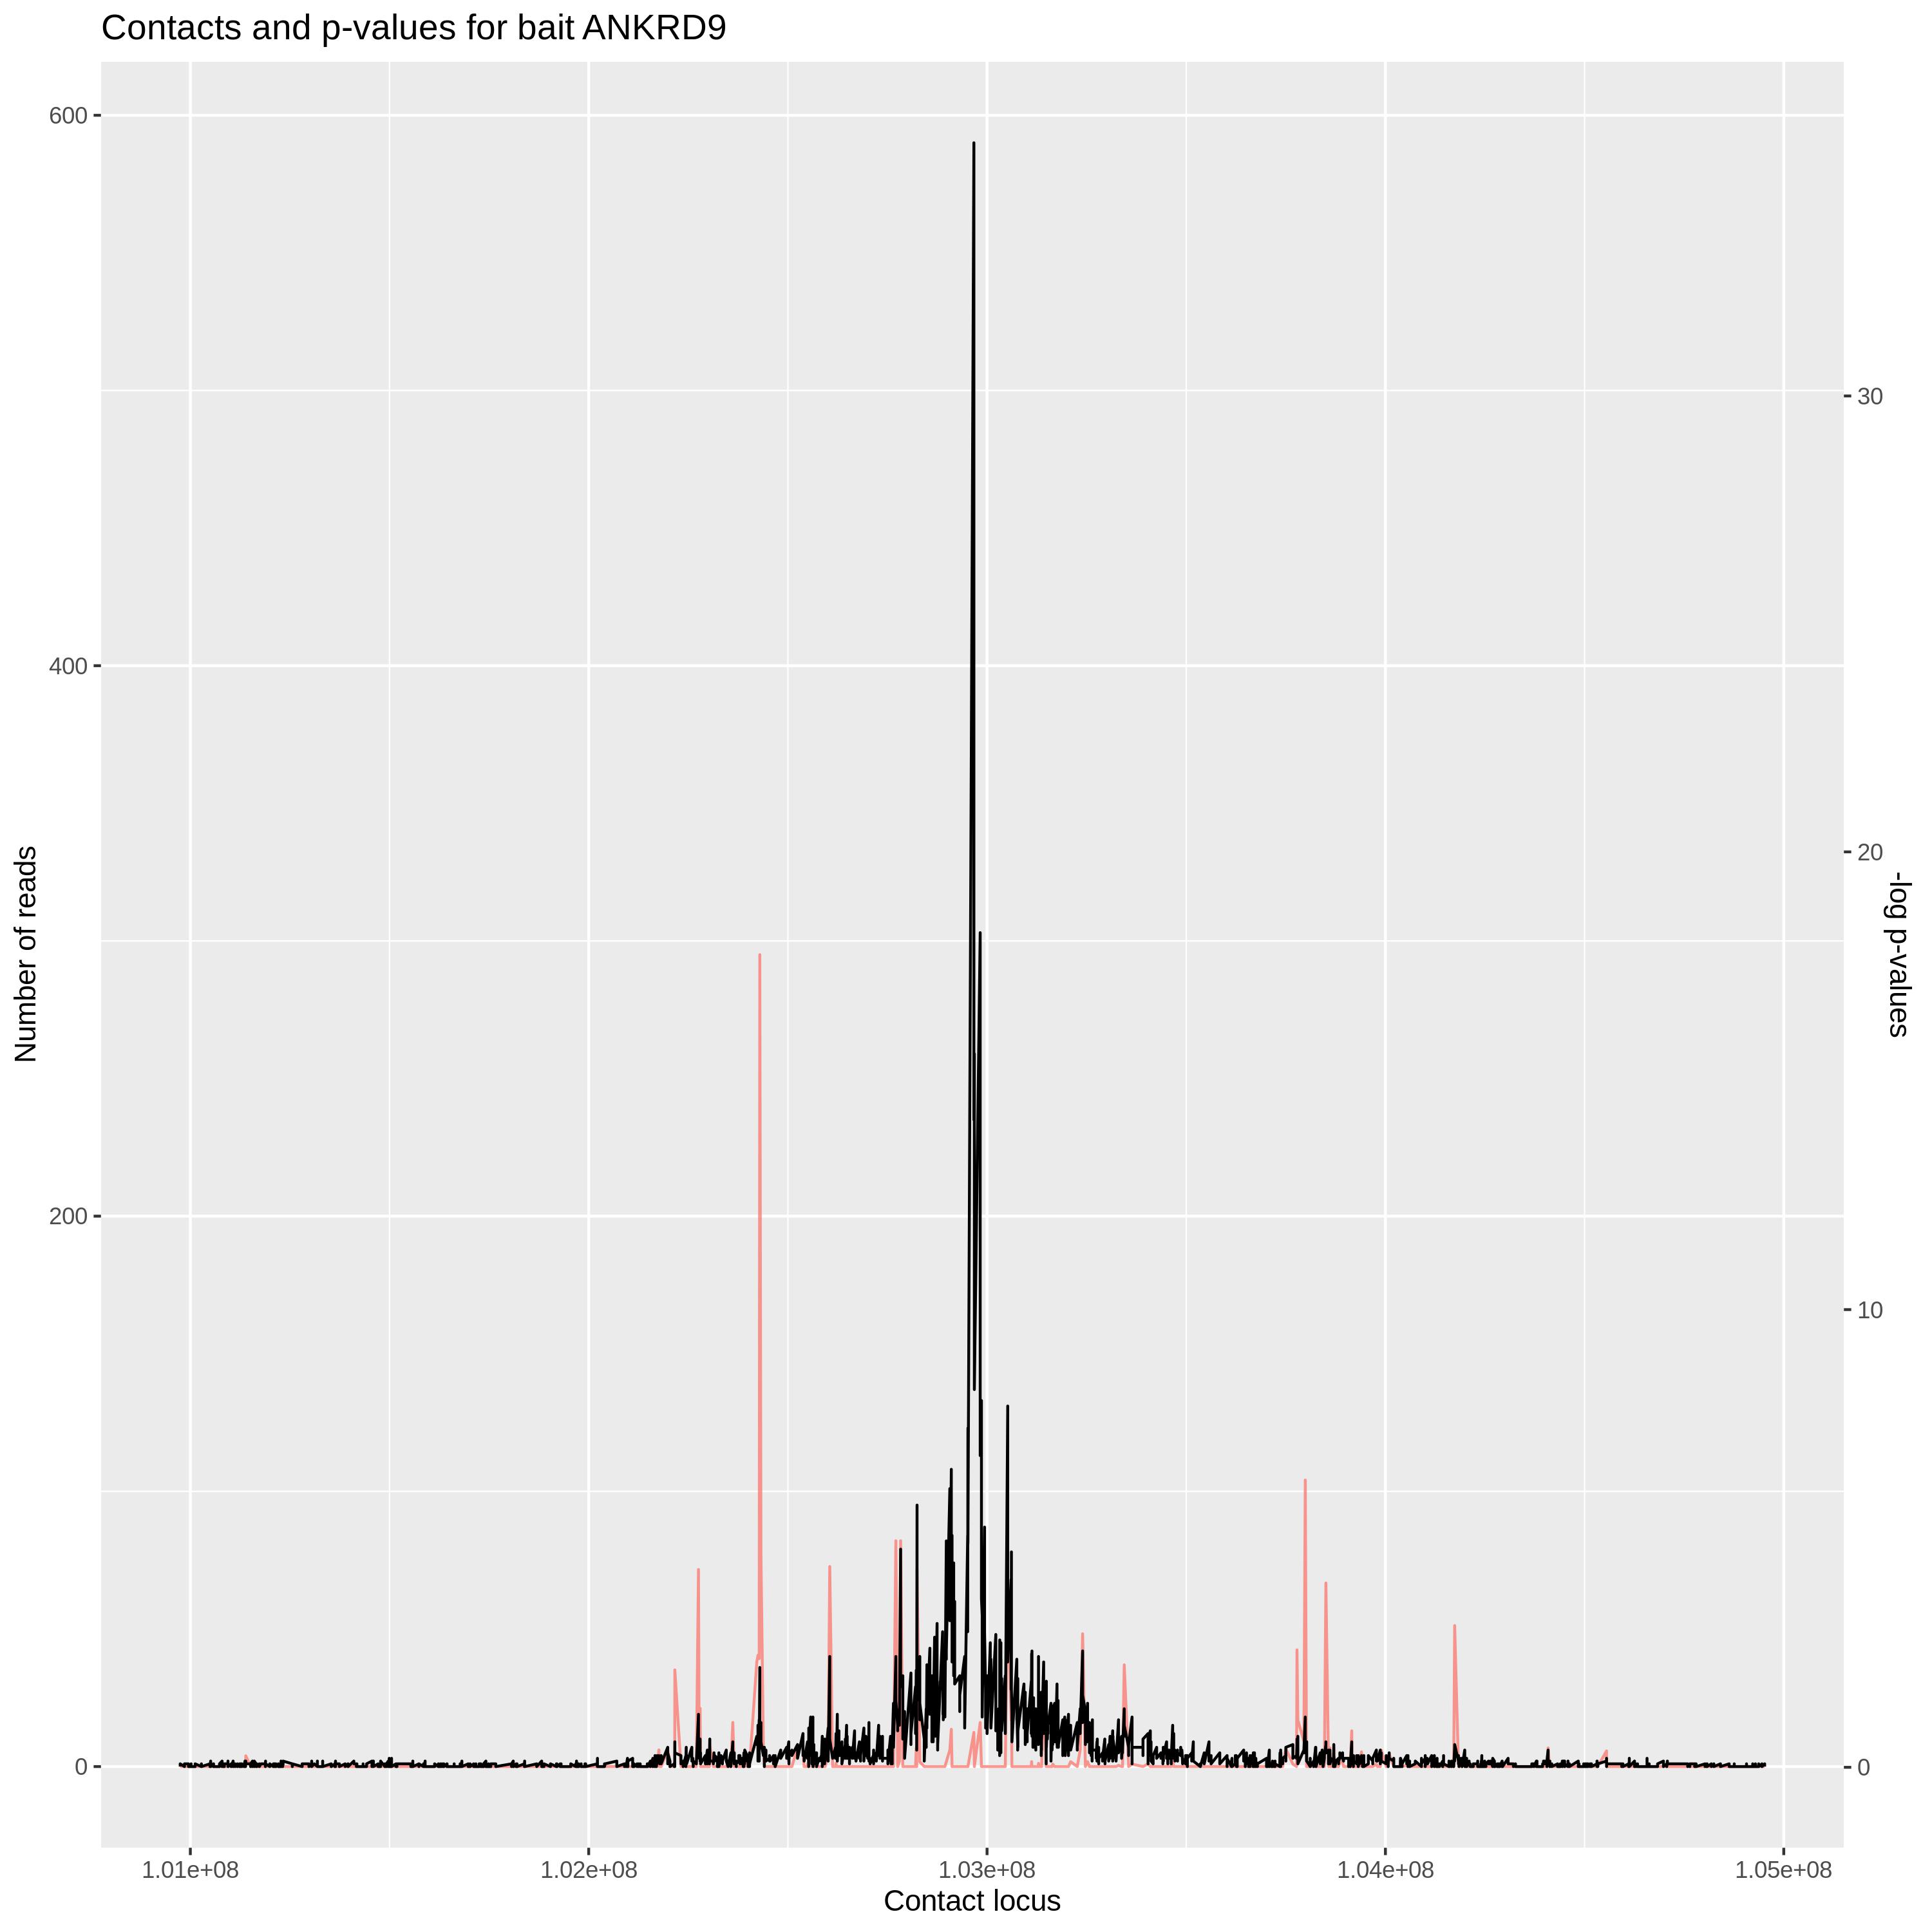 Contacts and p-values for bait ANKRD9
600
400
200
0
Number of reads
30
20
10
0
-log p-values
1.01e+08
1.02e+08
1.03e+08
1.04e+08
1.05e+08
Contact locus